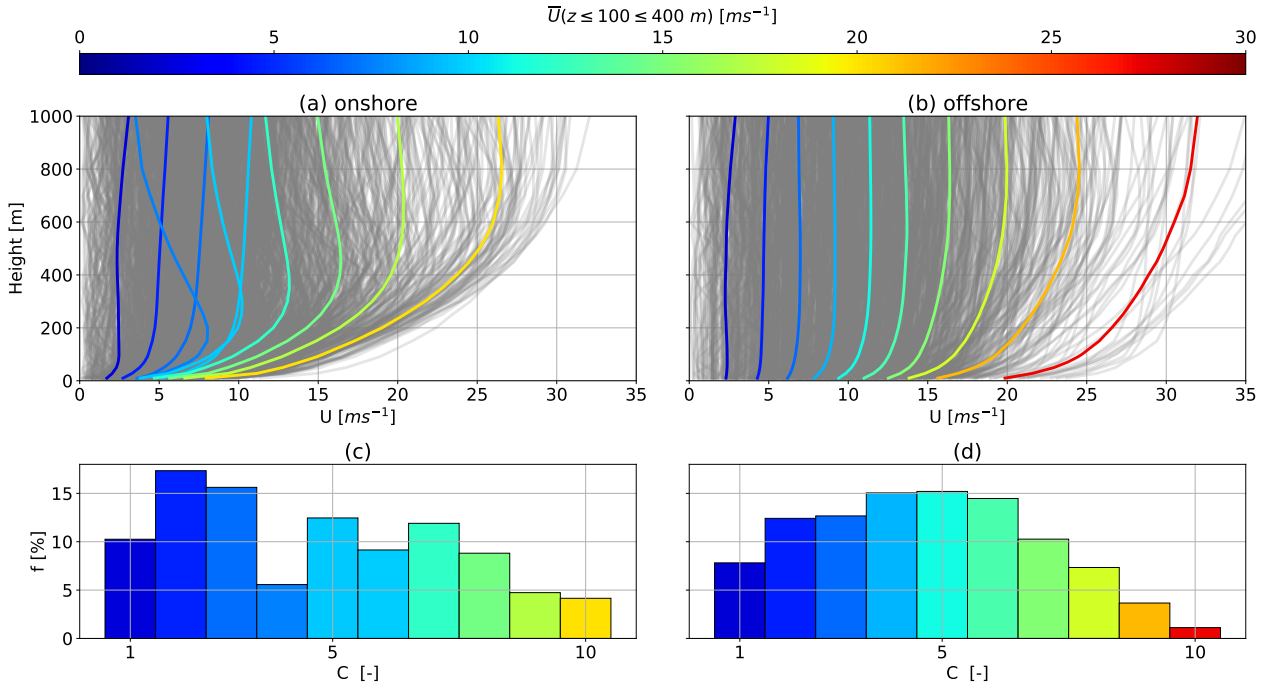 U̅(z ≤ 100 ≤ 400 m) [ms⁻¹]
0 5 10 15 20 25 30
(a) onshore (b) offshore
1000
800
600
400
200
0
Height [m]
0 5 10 15 20 25 30 35
U [ms⁻¹]
0 5 10 15 20 25 30 35
U [ms⁻¹]
(c) (d)
15
10
5
0
f [%]
1 5 10
C [-]
1 5 10
C [-]